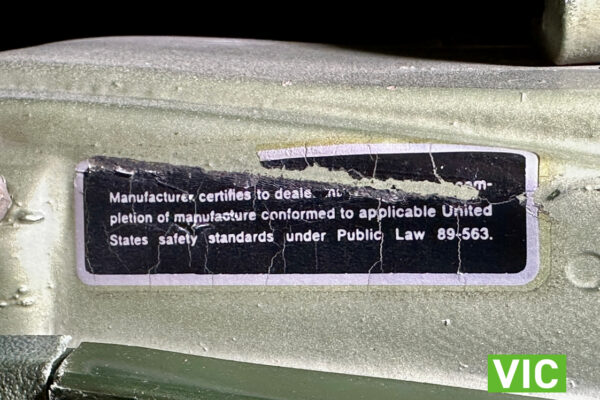 Manufacturer certifies to deale com-
pletion of manufacture conformed to applicable United
States safety standards under Public Law 89-563.
VIC